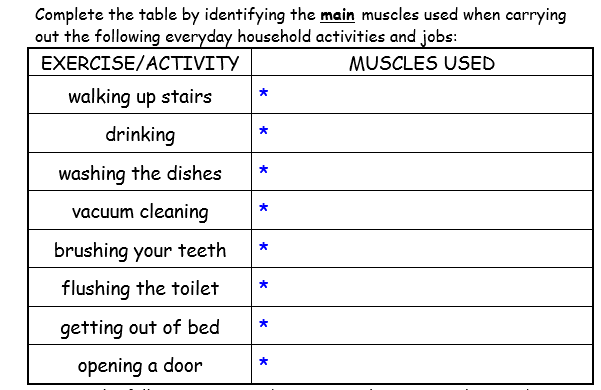 Complete the table by identifying the main muscles used when carrying
out the following everyday household activities and jobs:
EXERCISE/ACTIVITY MUSCLES USED
walking up stairs *
drinking *
washing the dishes *
vacuum cleaning *
brushing your teeth *
flushing the toilet *
getting out of bed *
opening a door *